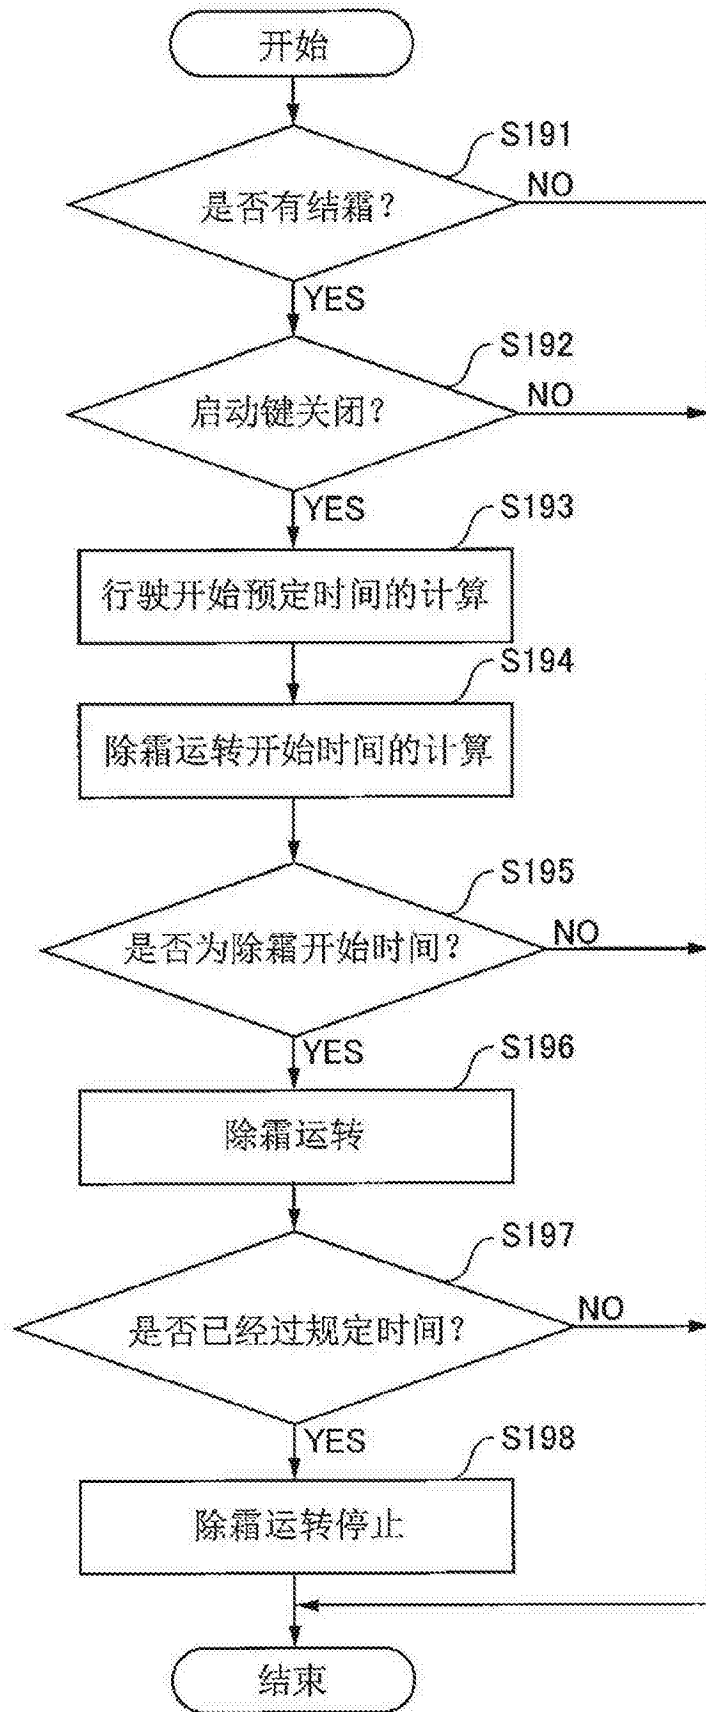 开始
S191
是否有结霜？
NO
YES
S192
启动键关闭？
NO
YES
S193
行驶开始预定时间的计算
S194
除霜运转开始时间的计算
S195
是否为除霜开始时间？
NO
YES
S196
除霜运转
S197
是否已经过规定时间？
NO
YES
S198
除霜运转停止
结束